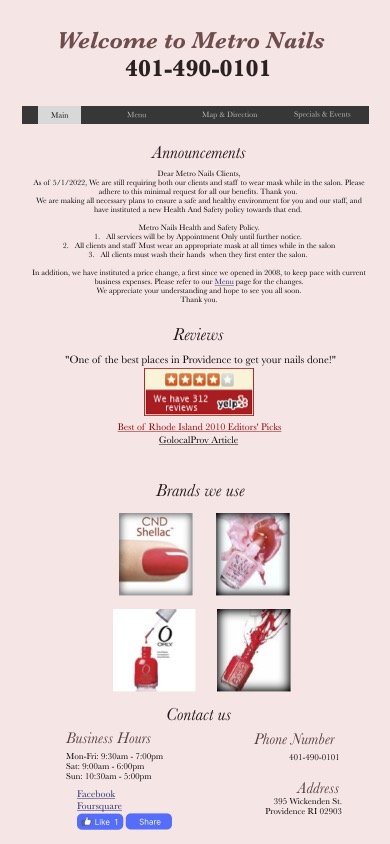 Welcome to Metro Nails
401-490-0101
Main Menu Map & Direction Specials & Events
Announcements
Dear Metro Nails Clients,
As of 5/1/2022, We are still requiring both our clients and staff to wear mask while in the salon. Please
adhere to this minimal request for all our benefits. Thank you.
We are making all necessary plans to ensure a safe and healthy environment for you and our staff, and
have instituted a new Health And Safety policy towards that end.
Metro Nails Health and Safety Policy.
1. All services will be by Appointment Only until further notice.
2. All clients and staff Must wear an appropriate mask at all times while in the salon
3. All clients must wash their hands when they first enter the salon.
In addition, we have instituted a price change, a first since we opened in 2008, to keep pace with current
business expenses. Please refer to our Menu page for the changes.
We appreciate your understanding and hope to see you all soon.
Thank you.
Reviews
"One of the best places in Providence to get your nails done!"
We have 312
reviews
yelp
Best of Rhode Island 2010 Editors' Picks
GolocalProv Article
Brands we use
CND
Shellac™
O
ORLY
Contact us
Business Hours
Mon-Fri: 9:30am - 7:00pm
Sat: 9:00am - 6:00pm
Sun: 10:30am - 5:00pm
Facebook
Foursquare
Like 1 Share
Phone Number
401-490-0101
Address
395 Wickenden St.
Providence RI 02903